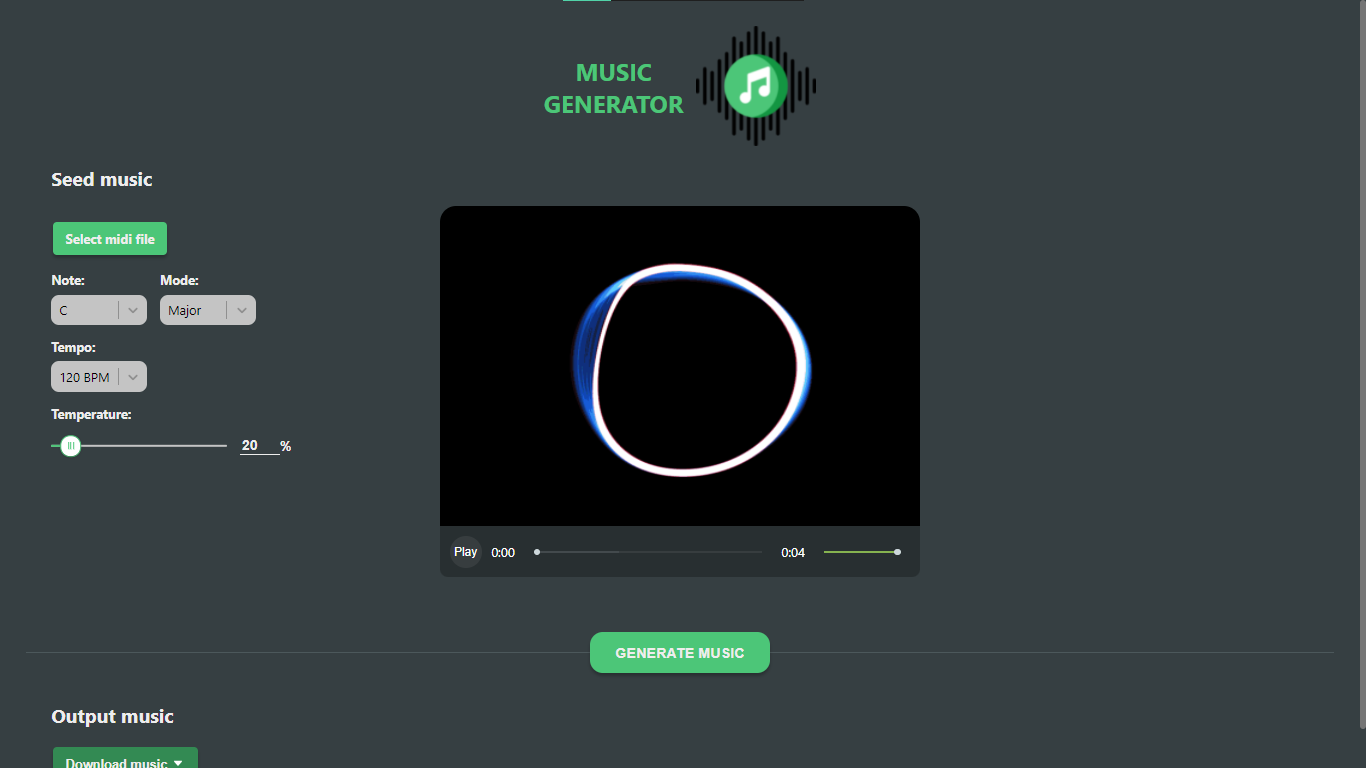 MUSIC
GENERATOR
Seed music
Select midi file
Note: Mode:
C Major
Tempo:
120 BPM
Temperature:
20 %
Play 0:00 0:04
GENERATE MUSIC
Output music
Download music